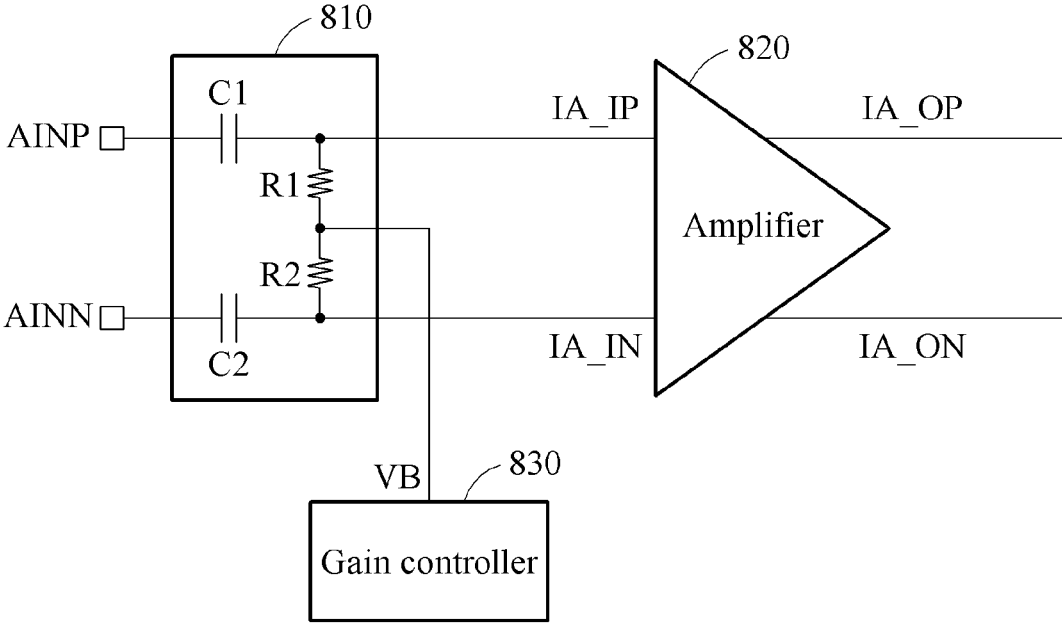 810
820
C1
AINP
IA_IP
IA_OP
R1
Amplifier
R2
AINN
C2
IA_IN
IA_ON
VB
830
Gain controller